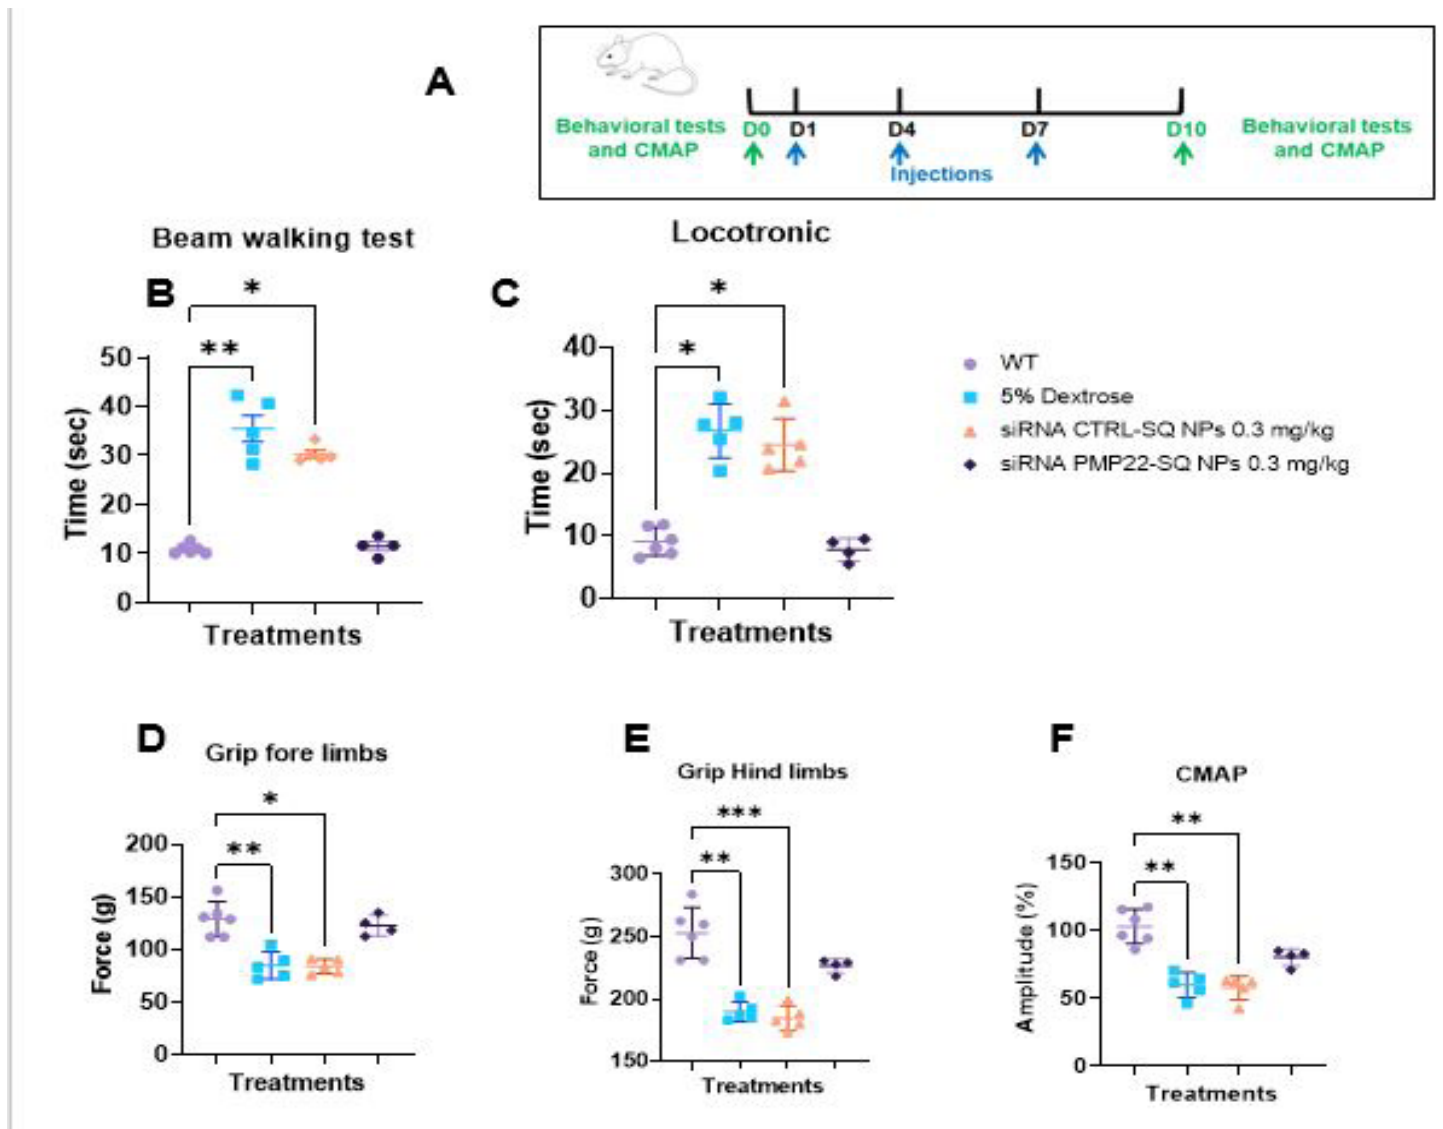 A
Behavioral tests
and CMAP
D0
D1
D4
D7
D10
Injections
Behavioral tests
and CMAP
Beam walking test
B
*
**
50
40
30
20
10
0
Time (sec)
Treatments
Locotronic
C
*
*
40
30
20
10
0
Time (sec)
Treatments
WT
5% Dextrose
siRNA CTRL-SQ NPs 0.3 mg/kg
siRNA PMP22-SQ NPs 0.3 mg/kg
D
Grip fore limbs
*
**
200
150
100
50
0
Force (g)
Treatments
E
Grip Hind limbs
***
**
300
250
200
150
Force (g)
Treatments
F
CMAP
**
**
150
100
50
0
Amplitude (%)
Treatments